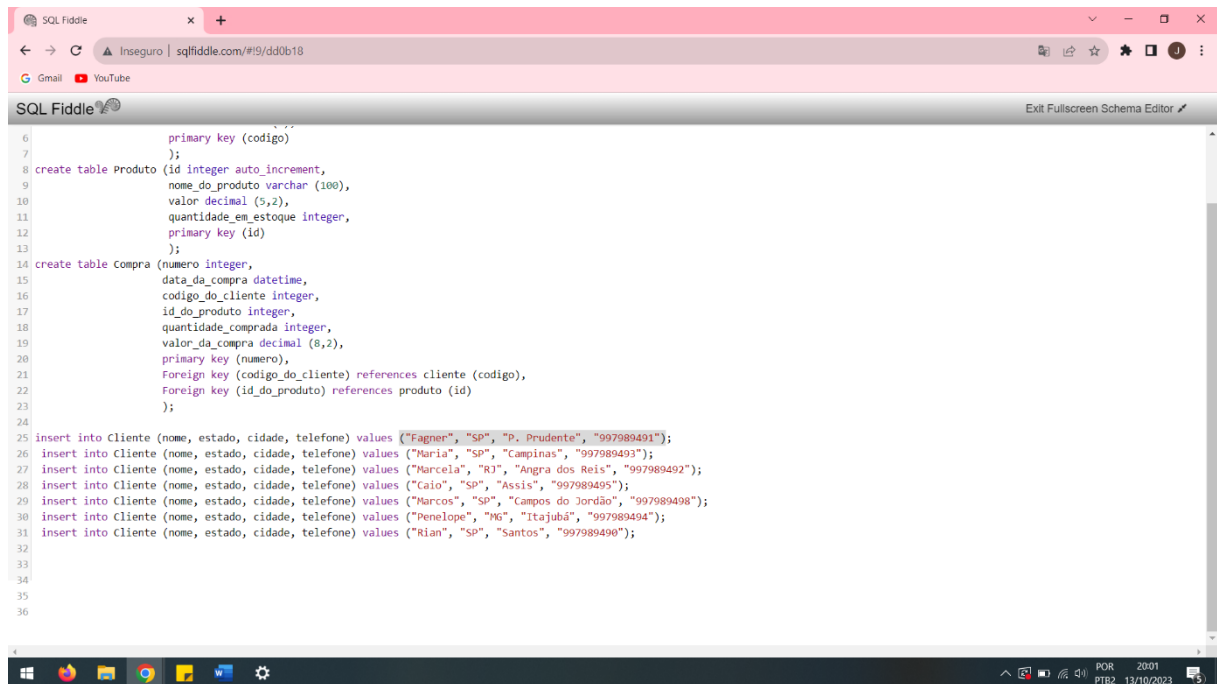 SQL Fiddle
Inseguro | sqlfiddle.com/#!9/dd0b18
J
Gmail YouTube
SQL Fiddle Exit Fullscreen Schema Editor
6 primary key (codigo)
7 );
8 create table Produto (id integer auto_increment,
9 nome_do_produto varchar (100),
10 valor decimal (5,2),
11 quantidade_em_estoque integer,
12 primary key (id)
13 );
14 create table Compra (numero integer,
15 data_da_compra datetime,
16 codigo_do_cliente integer,
17 id_do_produto integer,
18 quantidade_comprada integer,
19 valor_da_compra decimal (8,2),
20 primary key (numero),
21 Foreign key (codigo_do_cliente) references cliente (codigo),
22 Foreign key (id_do_produto) references produto (id)
23 );
24
25 insert into Cliente (nome, estado, cidade, telefone) values ("Fagner", "SP", "P. Prudente", "997989491");
26 insert into Cliente (nome, estado, cidade, telefone) values ("Maria", "SP", "Campinas", "997989493");
27 insert into Cliente (nome, estado, cidade, telefone) values ("Marcela", "RJ", "Angra dos Reis", "997989492");
28 insert into Cliente (nome, estado, cidade, telefone) values ("Caio", "SP", "Assis", "997989495");
29 insert into Cliente (nome, estado, cidade, telefone) values ("Marcos", "SP", "Campos do Jordão", "997989498");
30 insert into Cliente (nome, estado, cidade, telefone) values ("Penelope", "MG", "Itajubá", "997989494");
31 insert into Cliente (nome, estado, cidade, telefone) values ("Rian", "SP", "Santos", "997989490");
32
33
34
35
36
POR 20:01
PTB2 13/10/2023 5